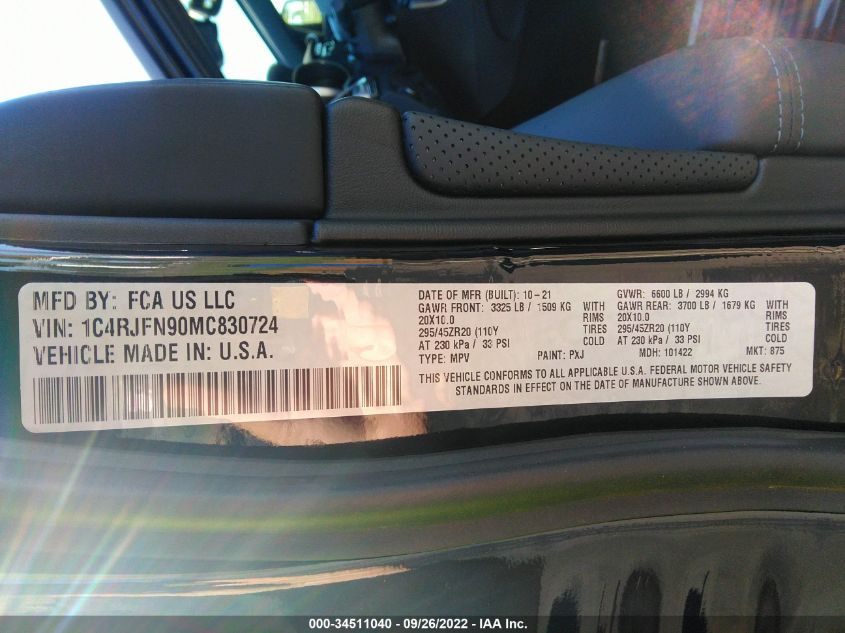 MFD BY: FCA US LLC
VIN: 1C4RJFN90MC830724
VEHICLE MADE IN: U.S.A.
DATE OF MFR (BUILT): 10-21 GVWR: 6600 LB / 2994 KG
GAWR FRONT: 3325 LB / 1509 KG GAWR REAR: 3700 LB / 1679 KG
20X10.0 RIMS 20X10.0 RIMS
295/45ZR20 (110Y TIRES 295/45ZR20 (110Y TIRES
AT 230 kPa / 33 PSI COLD AT 230 kPa / 33 PSI COLD
TYPE: MPV PAINT: PXJ MDH: 101422 MKT: 875
THIS VEHICLE CONFORMS TO ALL APPLICABLE U.S.A. FEDERAL MOTOR VEHICLE SAFETY
STANDARDS IN EFFECT ON THE DATE OF MANUFACTURE SHOWN ABOVE.
000-34511040 - 09/26/2022 - IAA Inc.